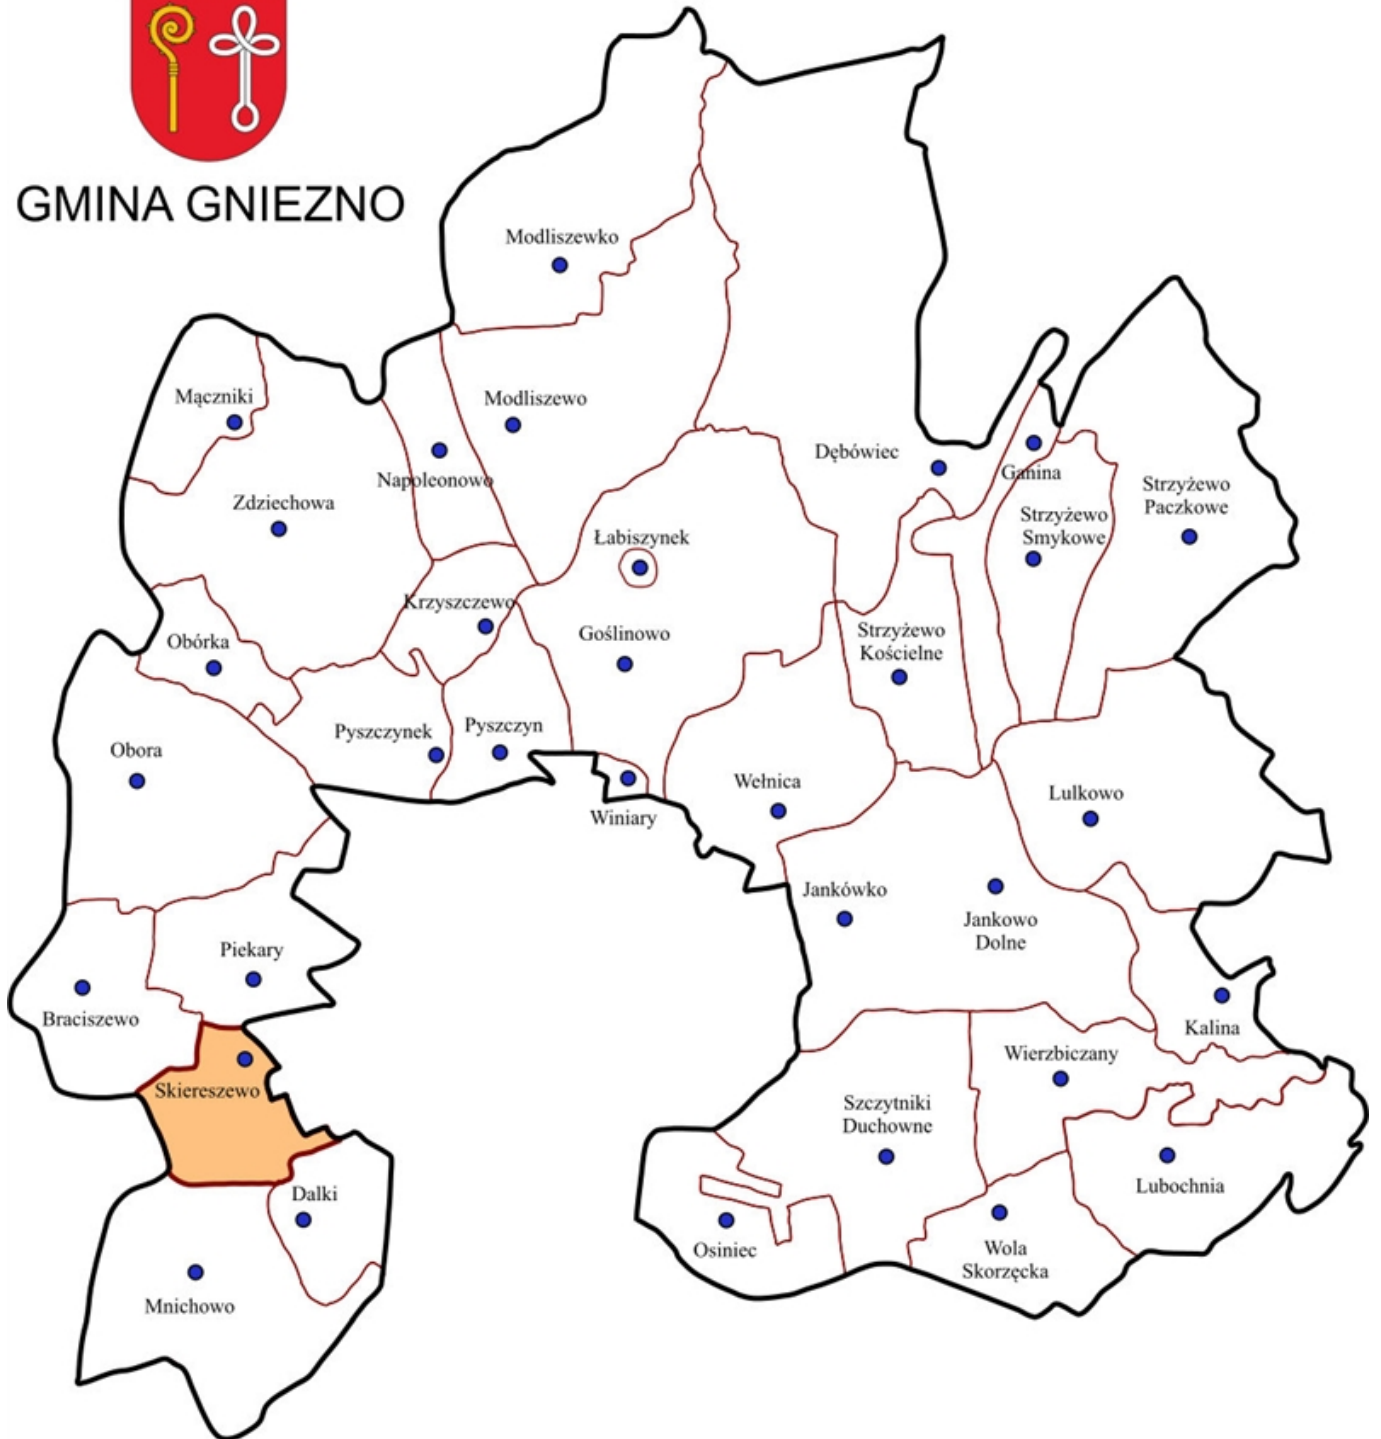 GMINA GNIEZNO
Modliszewko
Mączniki
Modliszewo
Napoleonowo
Dębówiec
Ganina
Zdziechowa
Strzyżewo
Paczkowe
Strzyżewo
Smykowe
Łabiszynek
Krzyszczewo
Goślinowo
Obórka
Strzyżewo
Kościelne
Obora
Pyszczynek
Pyszczyn
Wełnica
Winiary
Lulkowo
Jankówko
Jankowo
Dolne
Piekary
Braciszewo
Kalina
Skiereszewo
Wierzbiczany
Szczytniki
Duchowne
Dalki
Lubochnia
Osiniec
Wola
Skorzęcka
Mnichowo